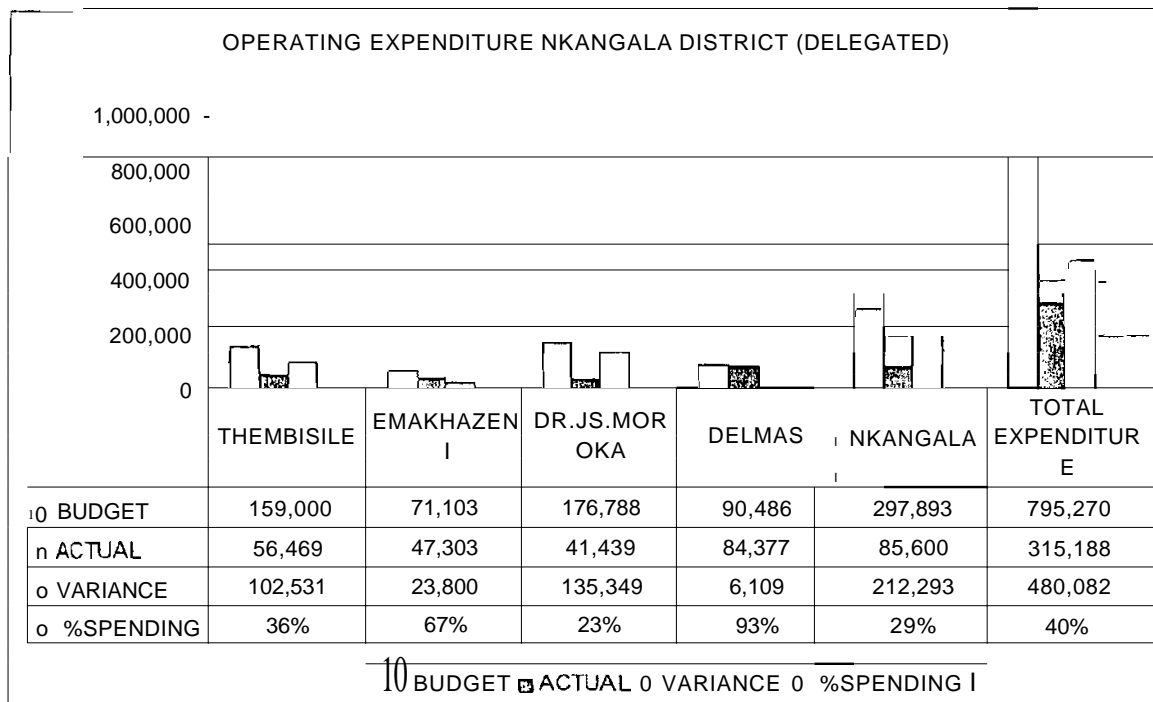 OPERATING EXPENDITURE NKANGALA DISTRICT (DELEGATED)
1,000,000 -
800,000
600,000
400,000
200,000
0
THEMBISILE EMAKHAZEN DR.JS.MOR DELMAS NKANGALA TOTAL
I OKA EXPENDITUR
E
10 BUDGET 159,000 71,103 176,788 90,486 297,893 795,270
n ACTUAL 56,469 47,303 41,439 84,377 85,600 315,188
o VARIANCE 102,531 23,800 135,349 6,109 212,293 480,082
o %SPENDING 36% 67% 23% 93% 29% 40%
10 BUDGET ACTUAL 0 VARIANCE 0 %SPENDING I